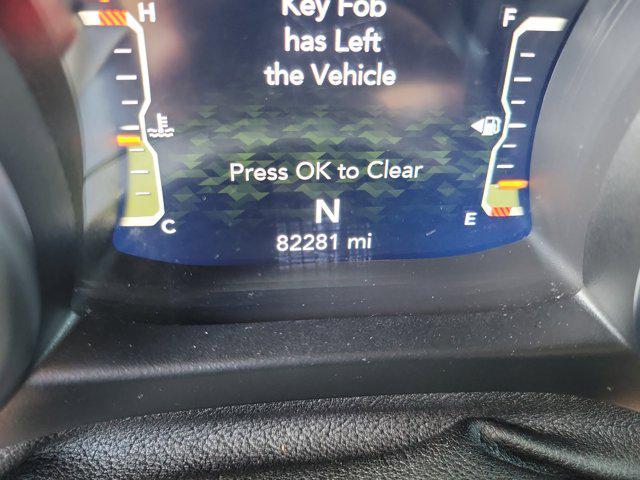 H
Key Fob
F
has Left
the Vehicle
Press OK to Clear
C
N
E
82281 mi